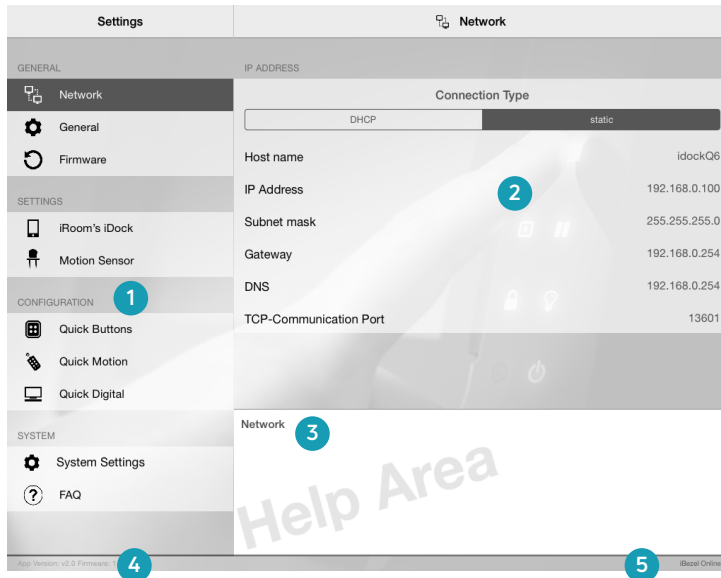 Settings
Network
GENERAL
Network
General
Firmware
SETTINGS
iRoom's iDock
Motion Sensor
CONFIGURATION
1
Quick Buttons
Quick Motion
Quick Digital
SYSTEM
System Settings
? FAQ
IP ADDRESS
Connection Type
DHCP static
Host name idockQ6
IP Address 2 192.168.0.100
Subnet mask 255.255.255.0
Gateway 192.168.0.254
DNS 192.168.0.254
TCP-Communication Port 13601
Network
3
Help Area
App Version: v2.0 Firmware: 4
5 iBezel Online